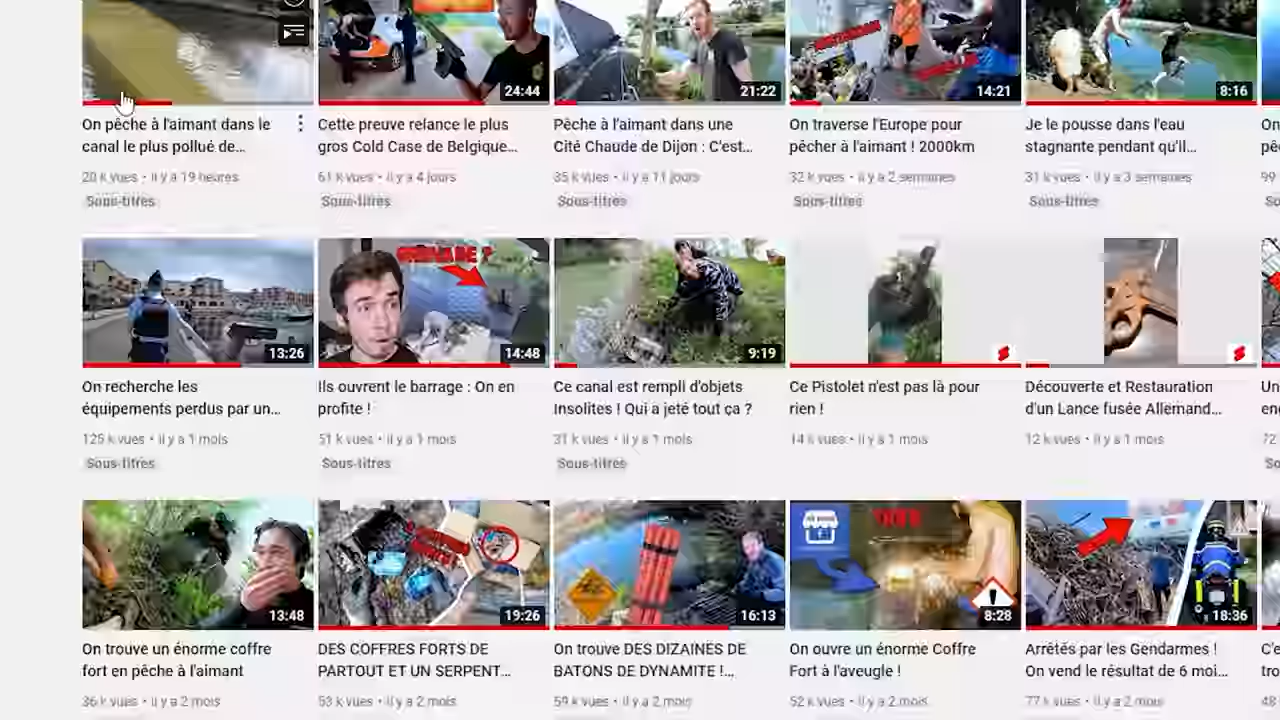 24:44
21:22
14:21
8:16
On pêche à l'aimant dans le
canal le plus pollué de...
Cette preuve relance le plus
gros Cold Case de Belgique...
Pêche à l'aimant dans une
Cité Chaude de Dijon : C'est...
On traverse l'Europe pour
pêcher à l'aimant ! 2000km
Je le pousse dans l'eau
stagnante pendant qu'il...
20 k vues • il y a 19 heures
61 k vues • il y a 4 jours
35 k vues • il y a 11 jours
32 k vues • il y a 2 semaines
31 k vues • il y a 3 semaines
99
Sous-titres
Sous-titres
Sous-titres
Sous-titres
Sous-titres
GRENADE ?
13:26
14:48
9:19
On recherche les
équipements perdus par un...
Ils ouvrent le barrage : On en
profite !
Ce canal est rempli d'objets
Insolites ! Qui a jeté tout ça ?
Ce Pistolet n'est pas là pour
rien !
Découverte et Restauration
d'un Lance fusée Allemand...
125 k vues • il y a 1 mois
51 k vues • il y a 1 mois
31 k vues • il y a 1 mois
14 k vues • il y a 1 mois
12 k vues • il y a 1 mois
72
Sous-titres
Sous-titres
Sous-titres
13:48
19:26
16:13
8:28
18:36
On trouve un énorme coffre
fort en pêche à l'aimant
DES COFFRES FORTS DE
PARTOUT ET UN SERPENT...
On trouve DES DIZAINES DE
BATONS DE DYNAMITE !...
On ouvre un énorme Coffre
Fort à l'aveugle !
Arrêtés par les Gendarmes !
On vend le résultat de 6 moi...
36 k vues • il y a 2 mois
53 k vues • il y a 2 mois
59 k vues • il y a 2 mois
52 k vues • il y a 2 mois
77 k vues • il y a 2 mois
48